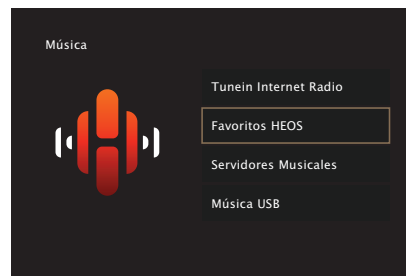 Música
Tunein Internet Radio
Favoritos HEOS
Servidores Musicales
Música USB